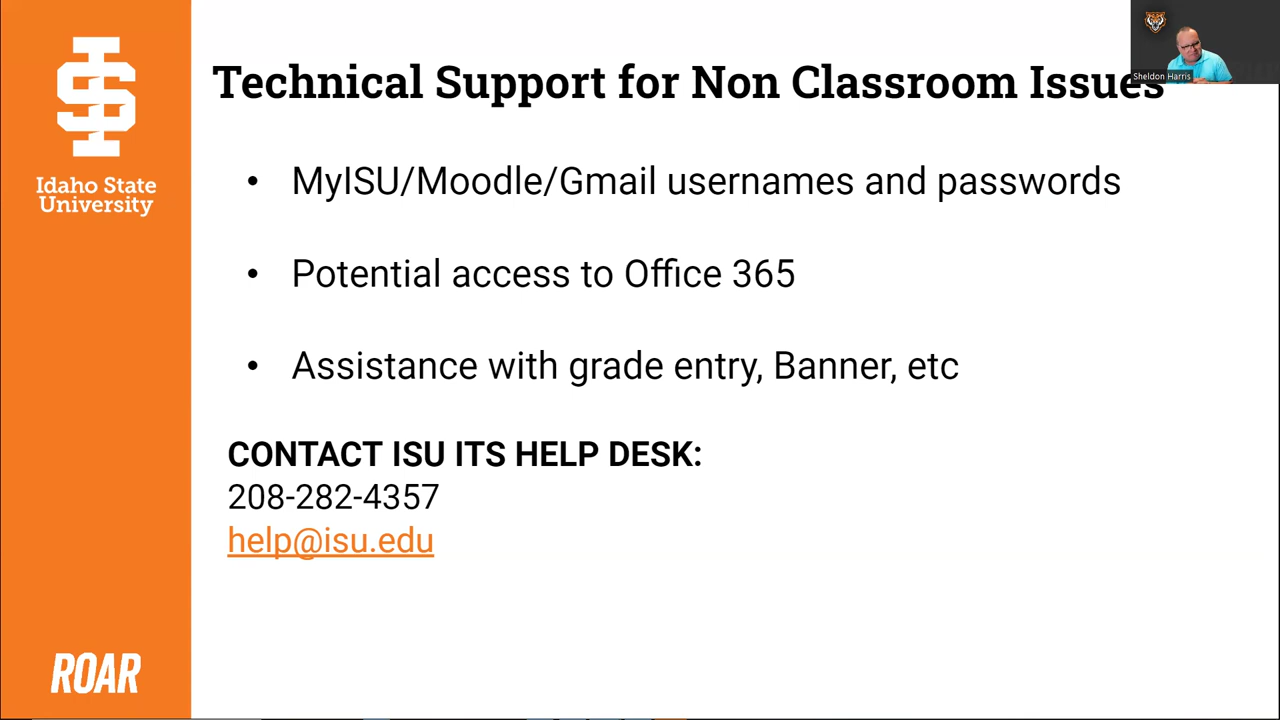 Idaho State
University
ROAR
Technical Support for Non Classroom Issues
• MyISU/Moodle/Gmail usernames and passwords
• Potential access to Office 365
• Assistance with grade entry, Banner, etc
CONTACT ISU ITS HELP DESK:
208-282-4357
help@isu.edu
Sheldon Harris